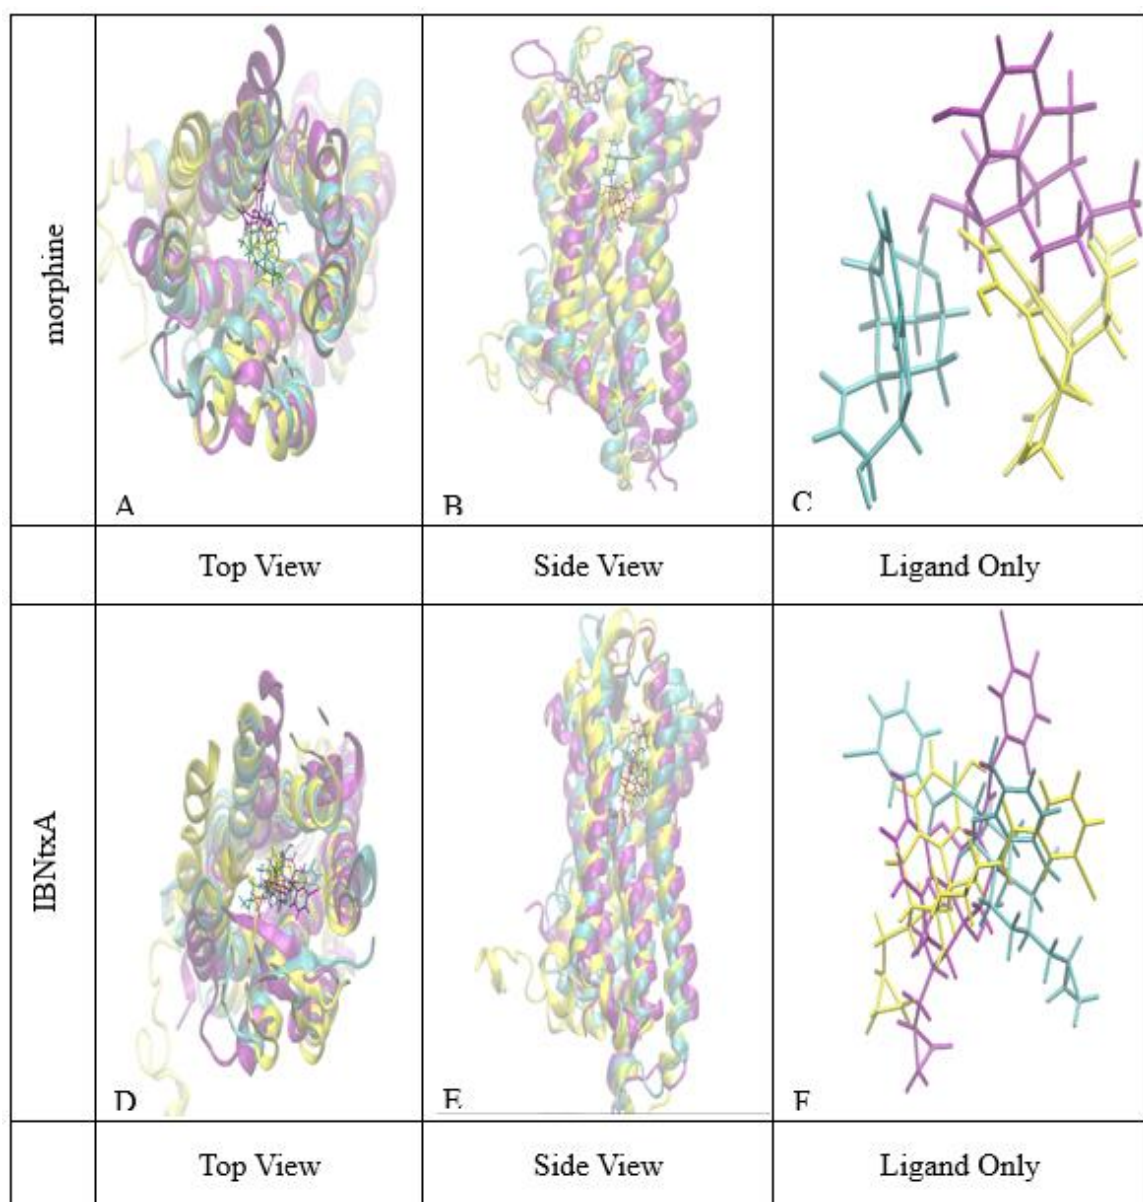 morphine
A
B
C
Top View
Side View
Ligand Only
IBNtxA
D
E
F
Top View
Side View
Ligand Only